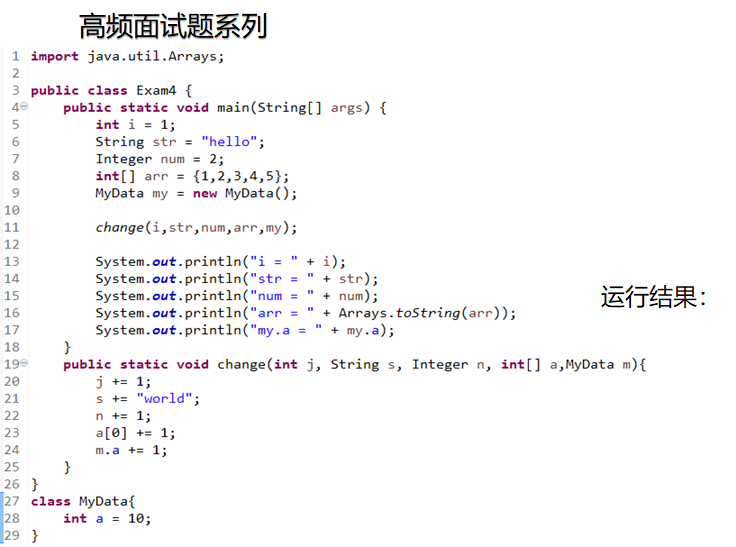 高频面试题系列
1 import java.util.Arrays;
2
3 public class Exam4 {
4 public static void main(String[] args) {
5 int i = 1;
6 String str = "hello";
7 Integer num = 2;
8 int[] arr = {1,2,3,4,5};
9 MyData my = new MyData();
10
11 change(i,str,num,arr,my);
12
13 System.out.println("i = " + i);
14 System.out.println("str = " + str);
15 System.out.println("num = " + num);
16 System.out.println("arr = " + Arrays.toString(arr));
17 System.out.println("my.a = " + my.a);
18 }
19 public static void change(int j, String s, Integer n, int[] a,MyData m){
20 j += 1;
21 s += "world";
22 n += 1;
23 a[0] += 1;
24 m.a += 1;
25 }
26 }
27 class MyData{
28 int a = 10;
29 }
运行结果：